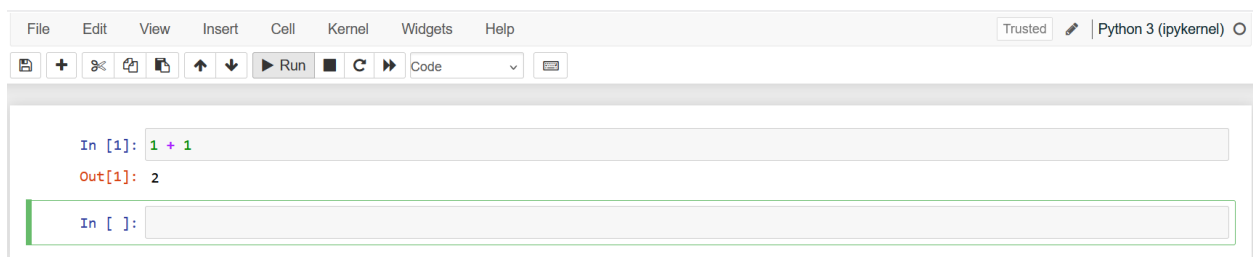 File Edit View Insert Cell Kernel Widgets Help Trusted Python 3 (ipykernel)
Run Code
In [1]: 1 + 1
Out[1]: 2
In [ ]: